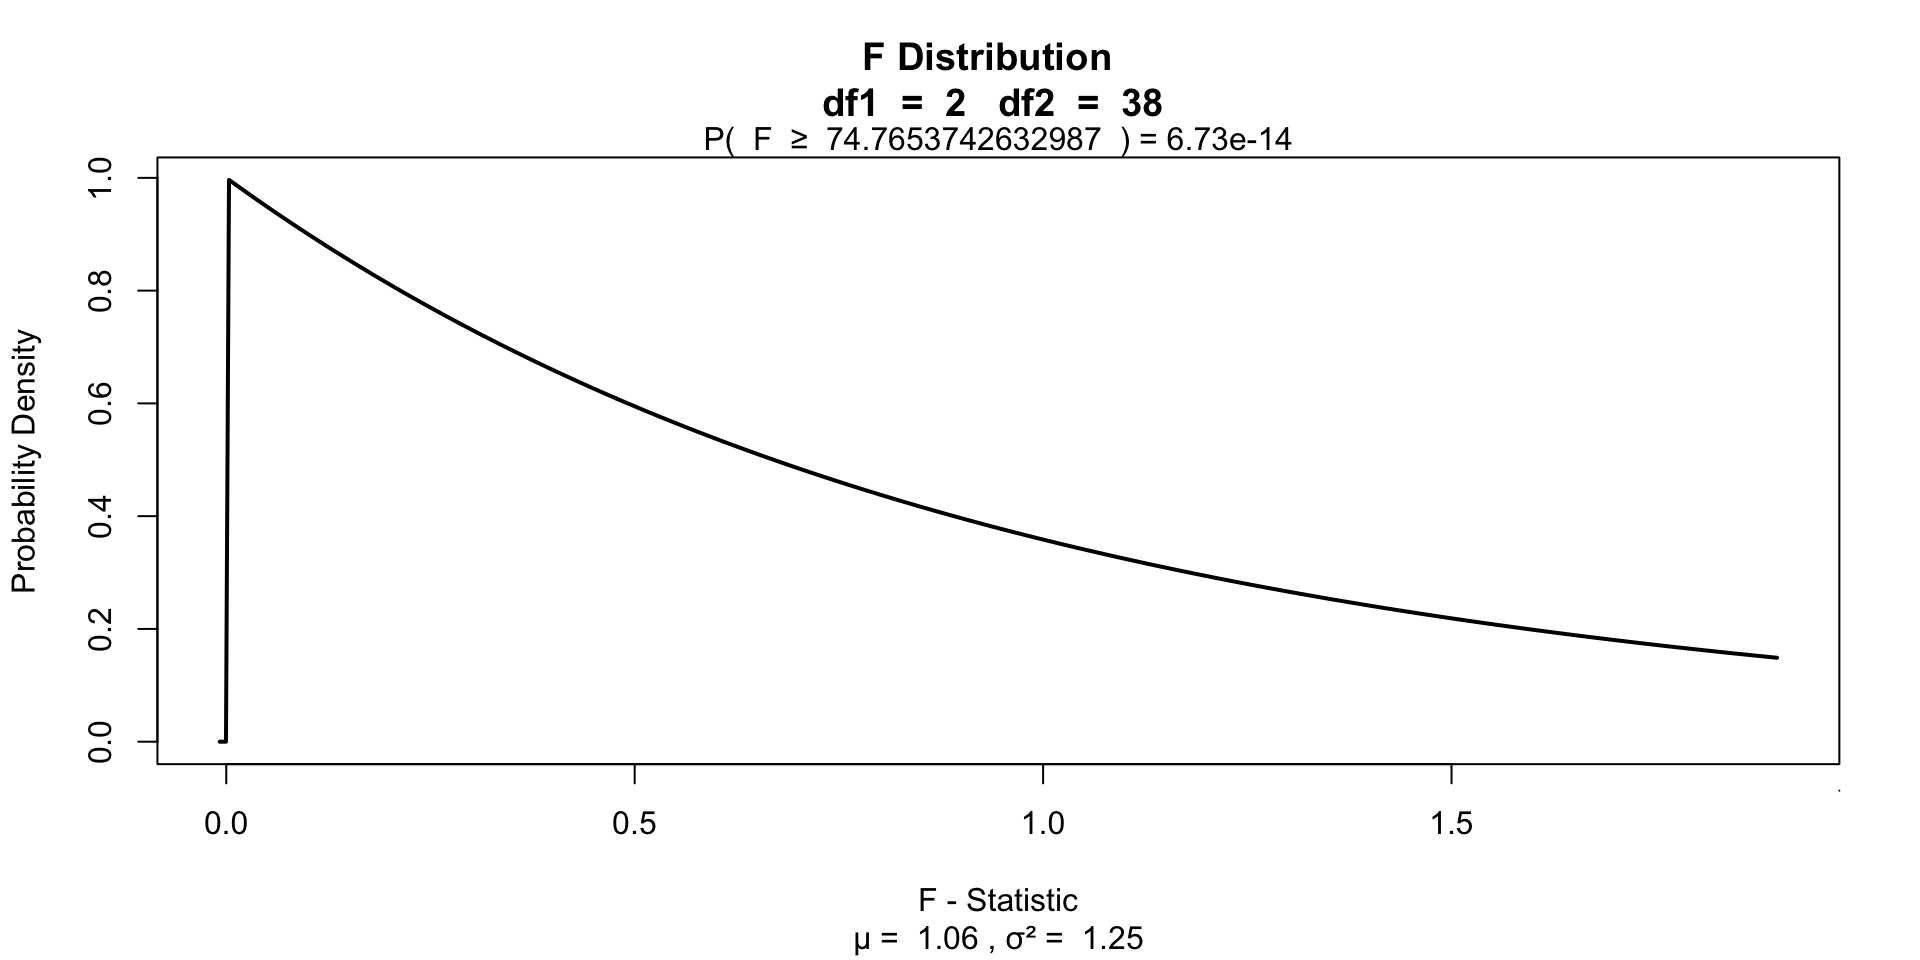 F Distribution
df1 = 2 df2 = 38
P( F ≥ 74.7653742632987 ) = 6.73e-14
Probability Density
1.0
0.8
0.6
0.4
0.2
0.0
0.0 0.5 1.0 1.5
F - Statistic
μ = 1.06 , σ² = 1.25